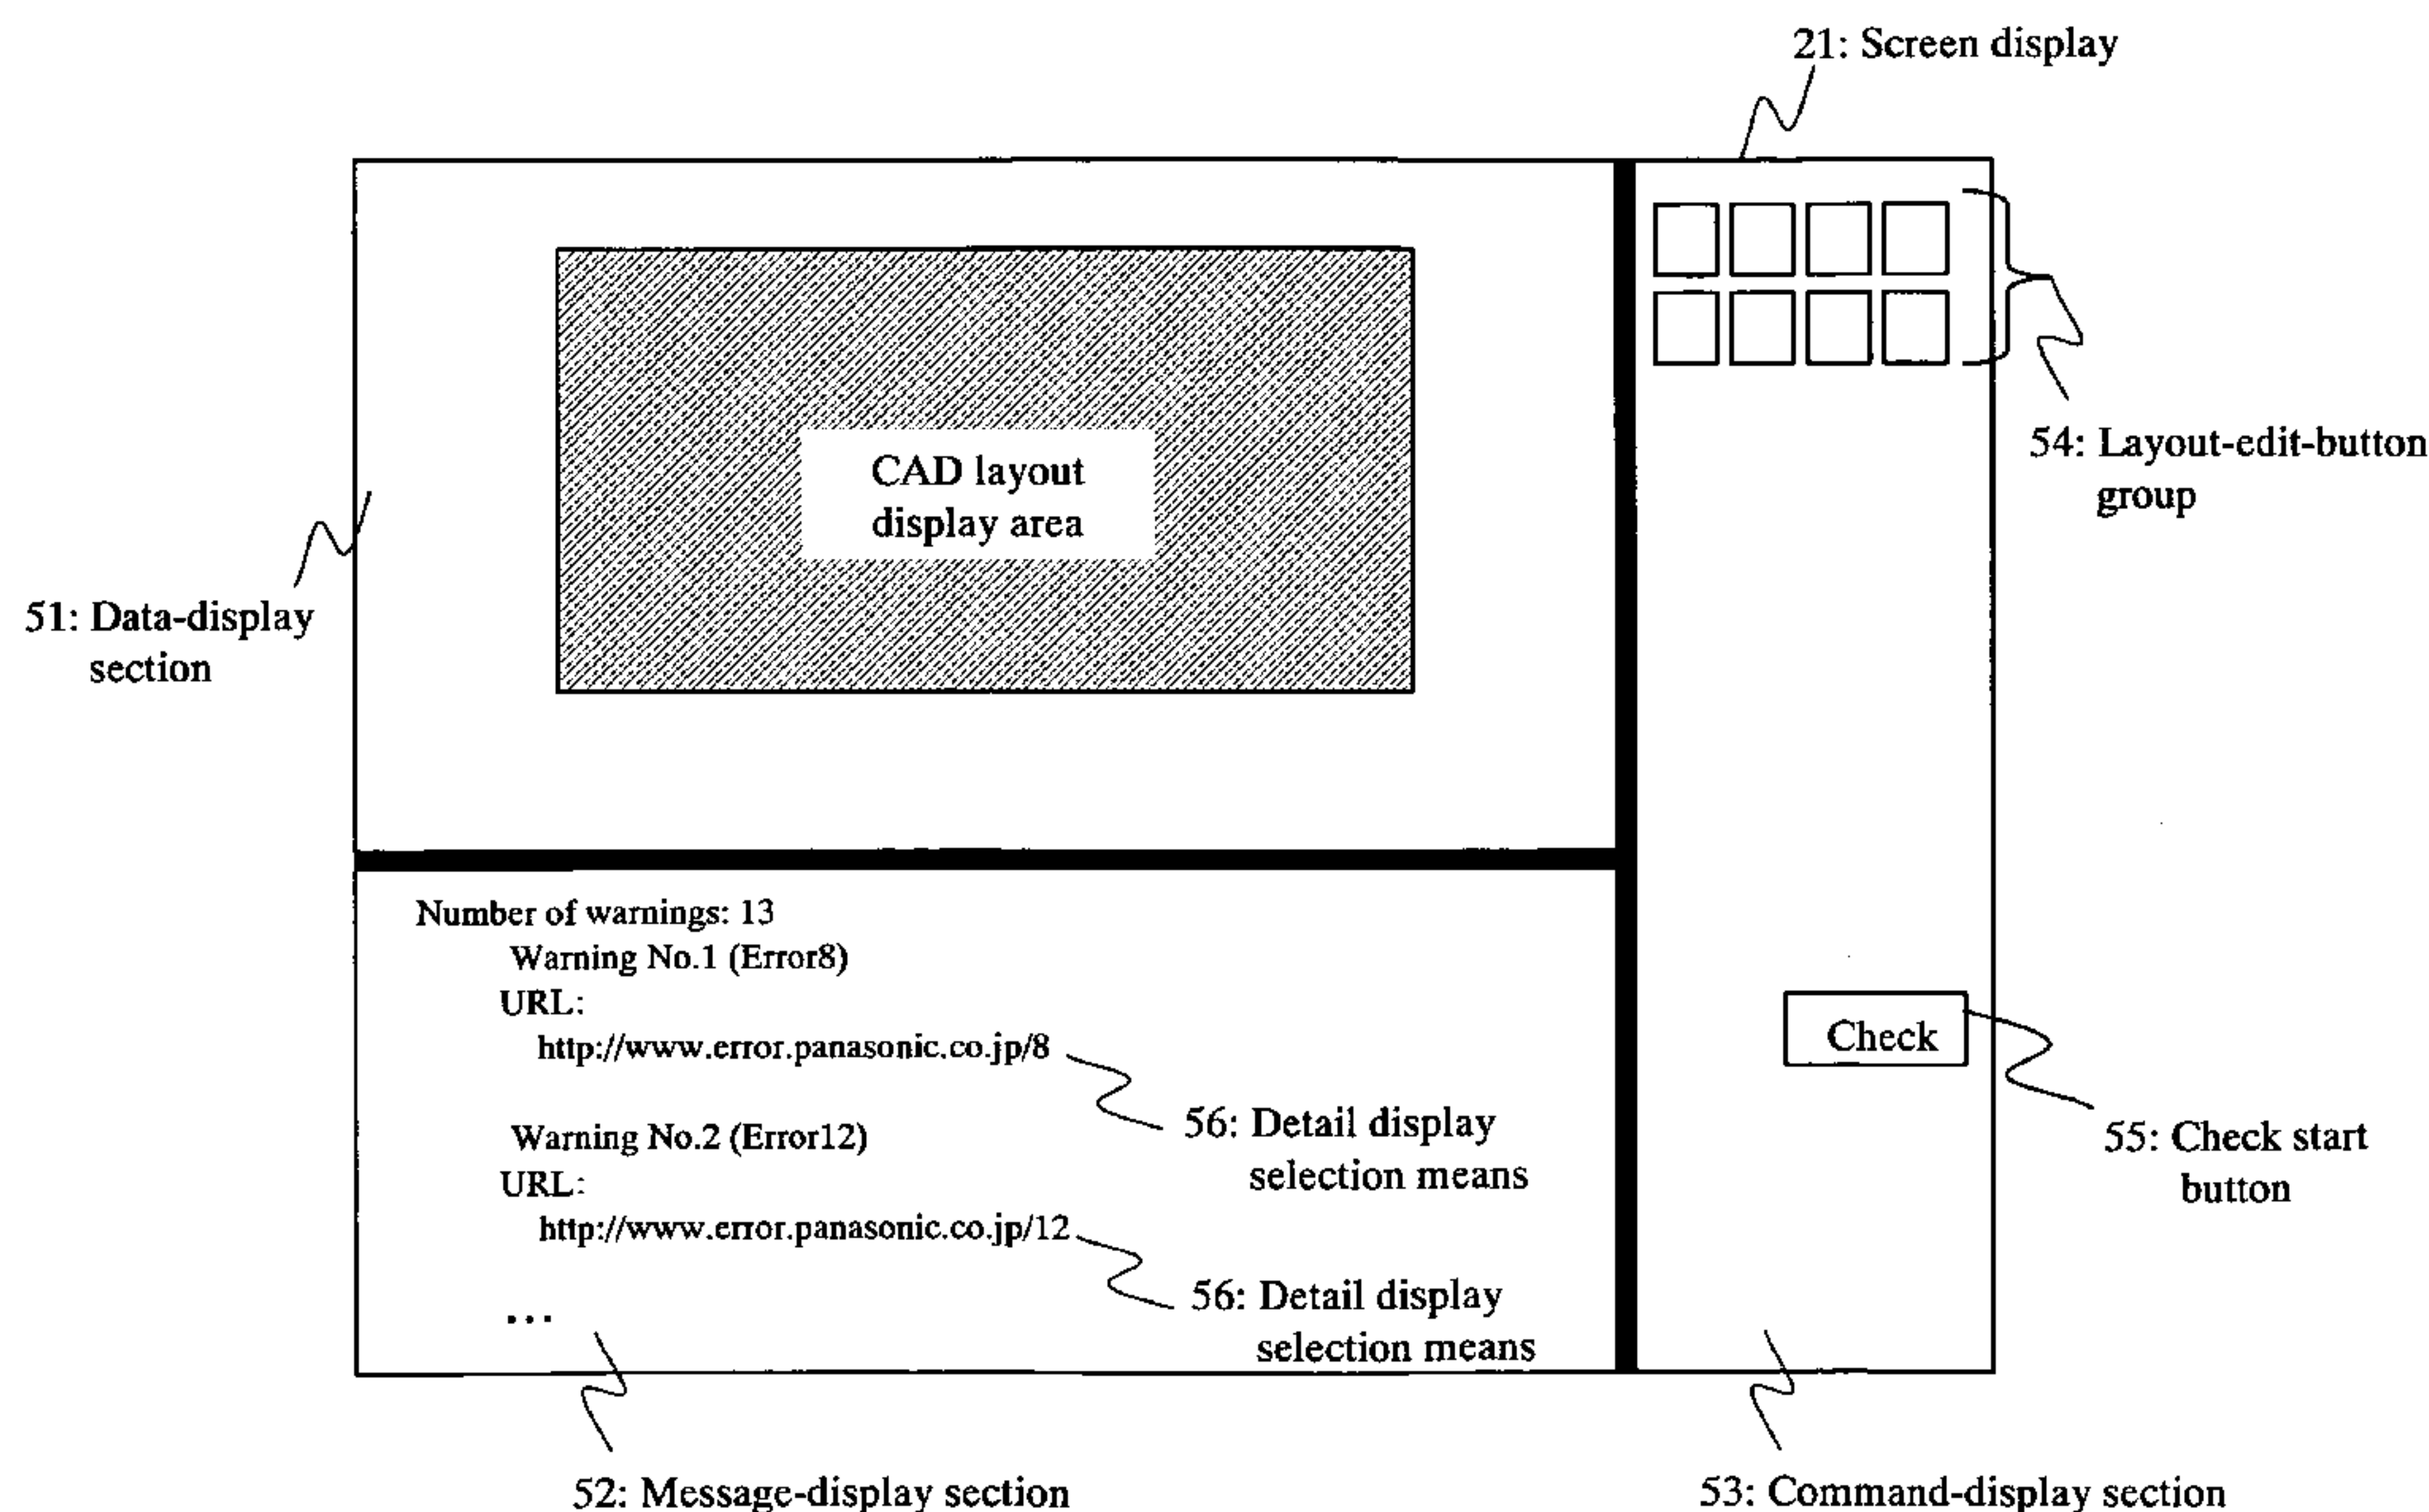 21: Screen display
54: Layout-edit-button
group
CAD layout
display area
51: Data-display
section
Number of warnings: 13
Warning No.1 (Error8)
URL:
http://www.error.panasonic.co.jp/8
56: Detail display
selection means
Warning No.2 (Error12)
URL:
http://www.error.panasonic.co.jp/12
56: Detail display
selection means
...
Check
55: Check start
button
52: Message-display section
53: Command-display section